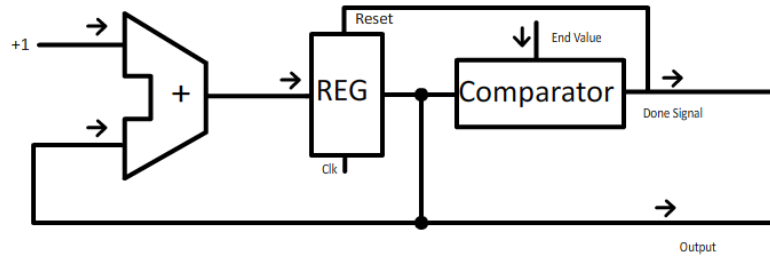 Reset
End Value
+1
+
REG
Comparator
Done Signal
Clk
Output